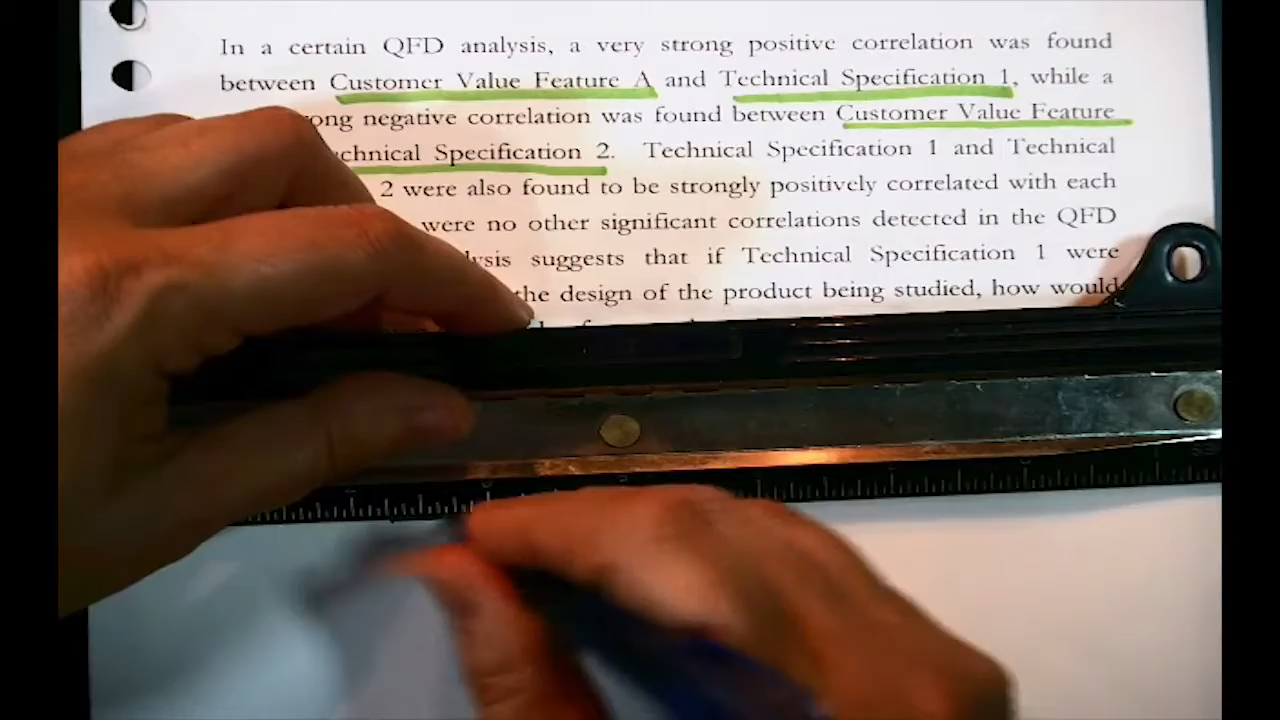 In a certain QFD analysis, a very strong positive correlation was found
between Customer Value Feature A and Technical Specification 1, while a
negative correlation was found between Customer Value Feature
Specification 2. Technical Specification 1 and Technical
2 were also found to be strongly positively correlated with each
were no other significant correlations detected in the QFD
suggests that if Technical Specification 1 were
the design of the product being studied, how would